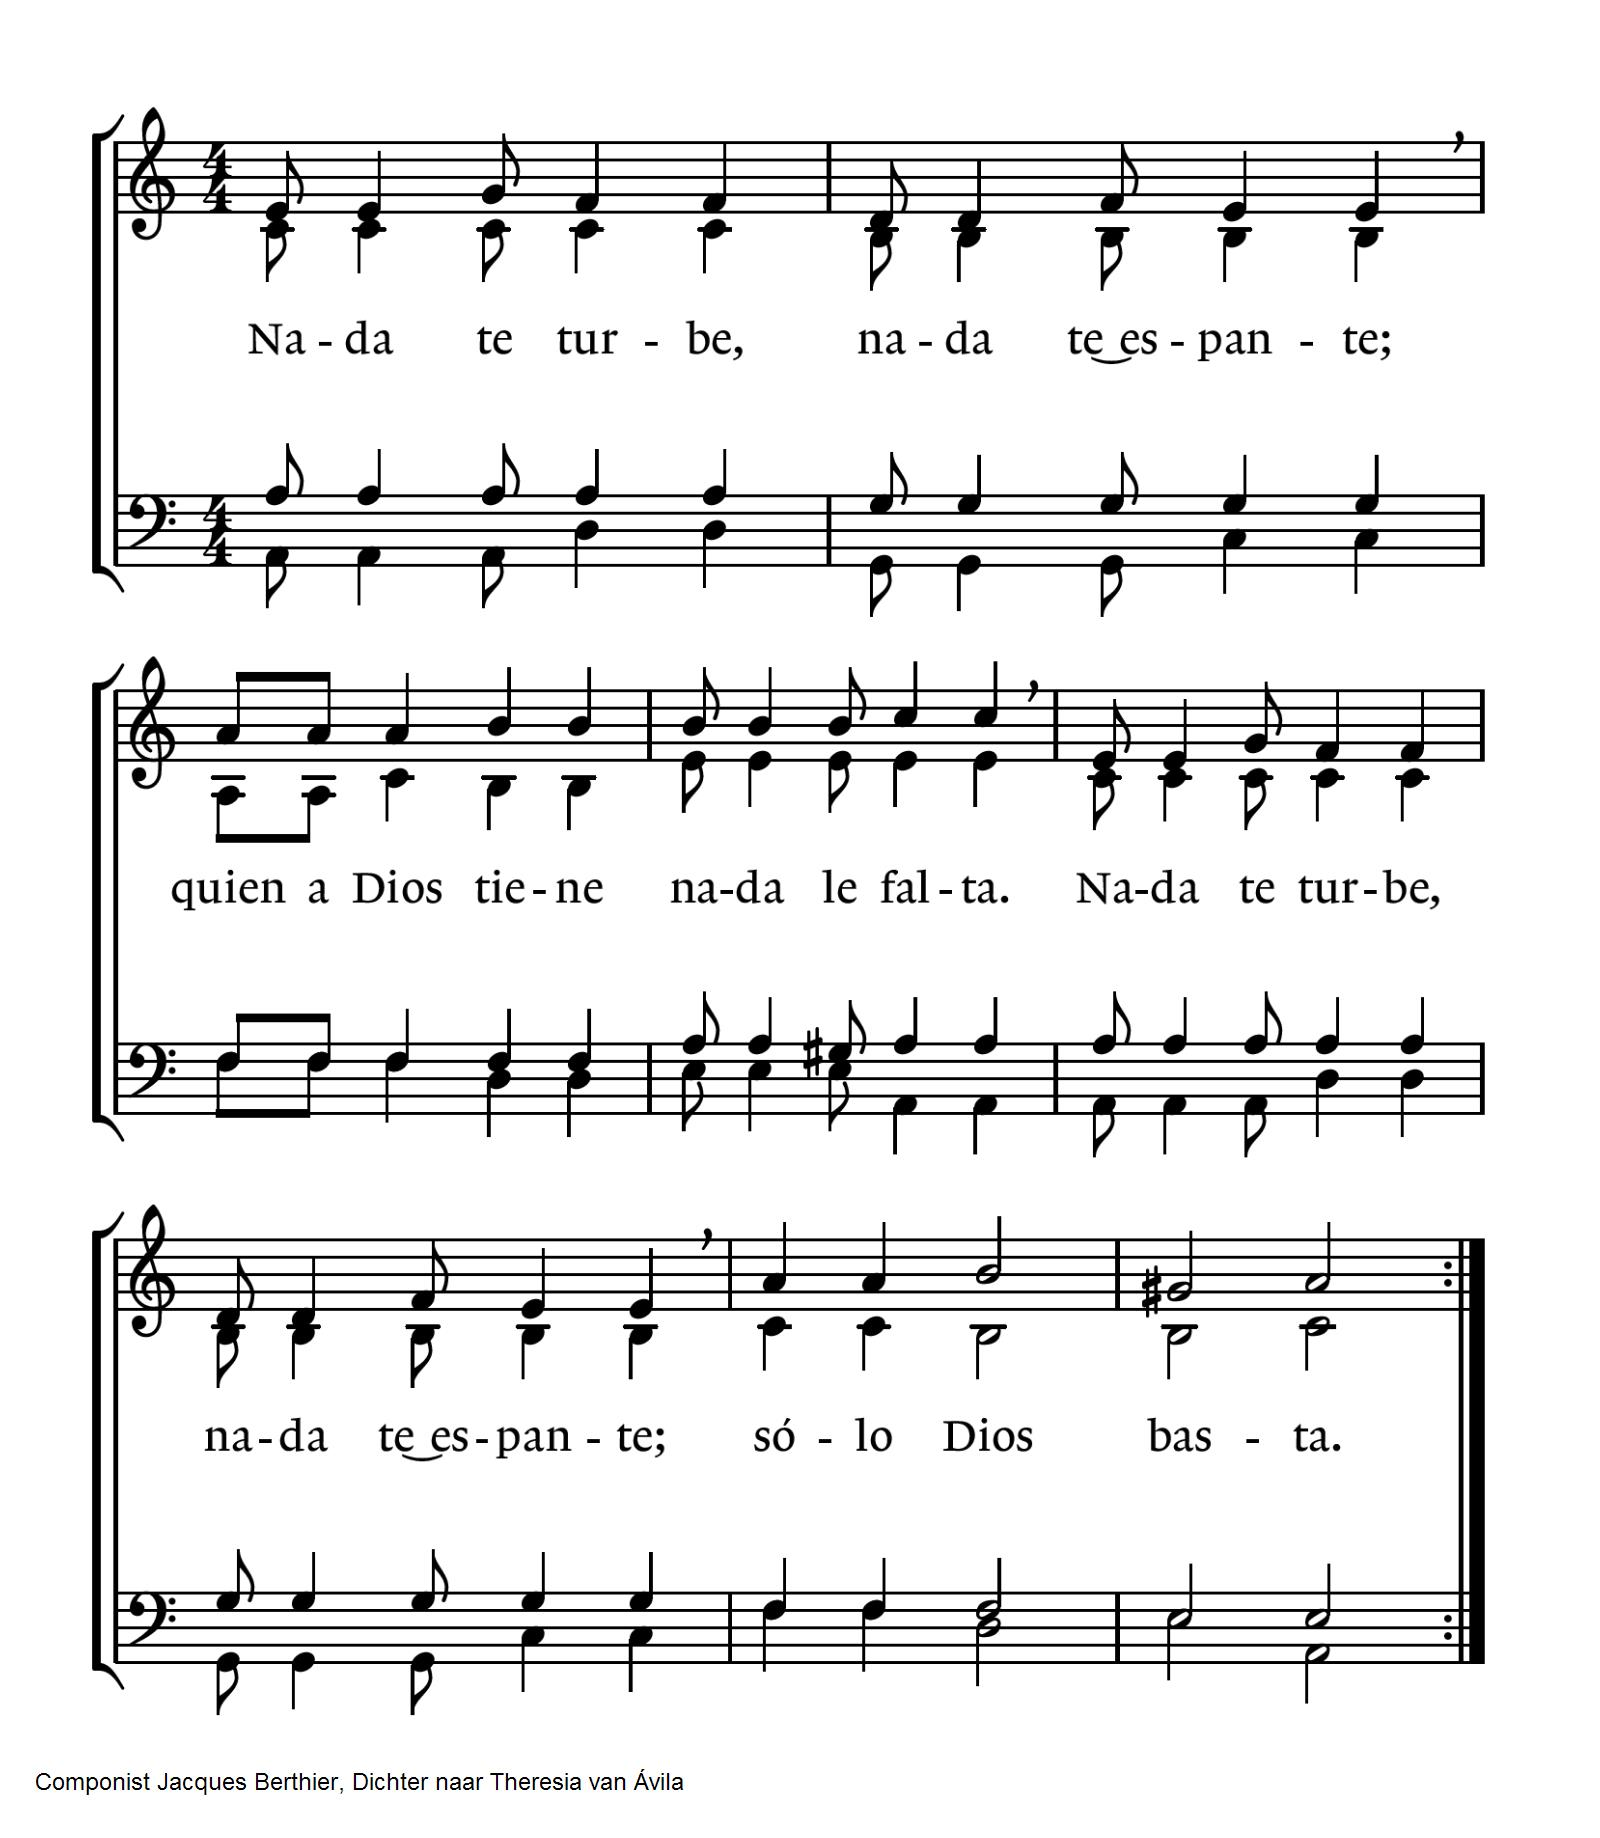 Na - da te tur - be, na - da te es - pan - te;
quien a Dios tie - ne na - da le fal - ta. Na - da te tur - be,
na - da te es - pan - te; só - lo Dios bas - ta.
Componist Jacques Berthier, Dichter naar Theresia van Ávila